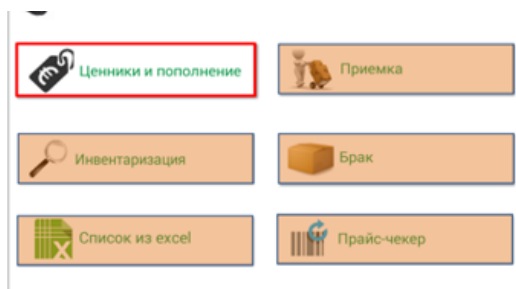 Ценники и пополнение
Приемка
Инвентаризация
Брак
Список из excel
Прайс-чекер